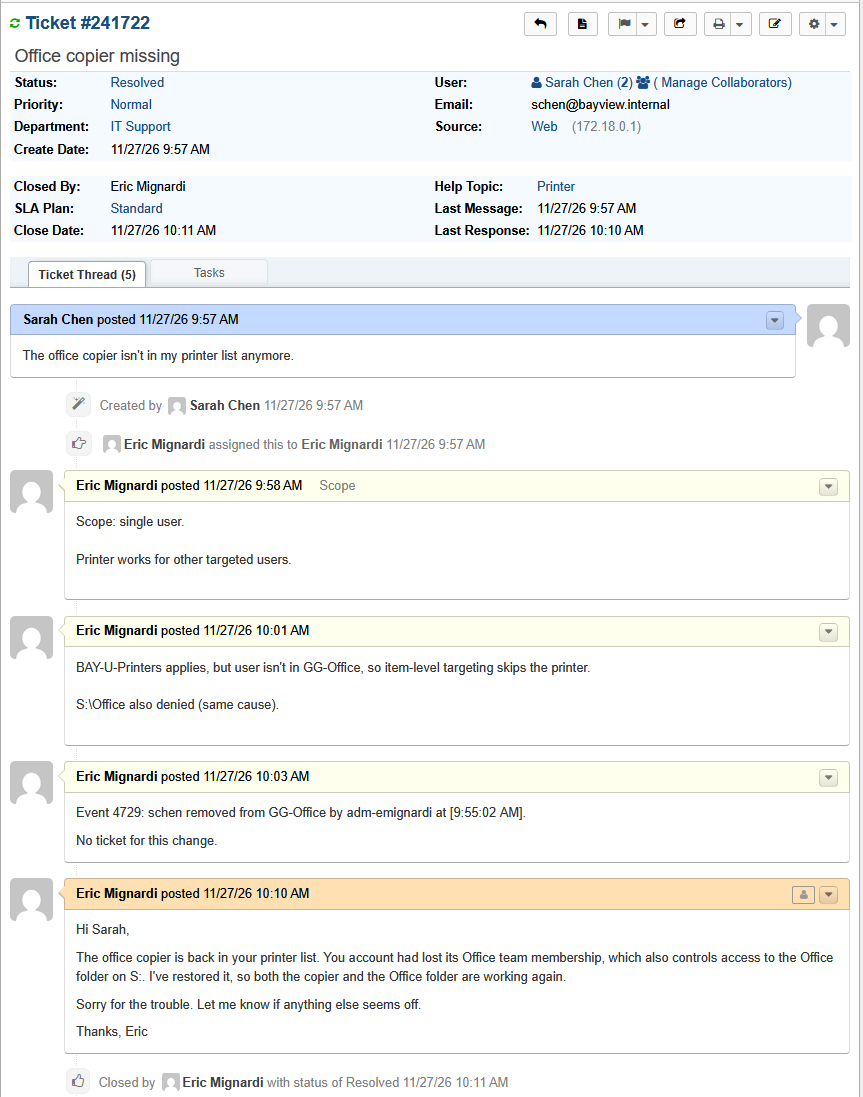 Ticket #241722
Office copier missing
Status: Resolved
User: Sarah Chen (2) ( Manage Collaborators)
Priority: Normal
Email: schen@bayview.internal
Department: IT Support
Source: Web (172.18.0.1)
Create Date: 11/27/26 9:57 AM
Closed By: Eric Mignardi
Help Topic: Printer
SLA Plan: Standard
Last Message: 11/27/26 9:57 AM
Close Date: 11/27/26 10:11 AM
Last Response: 11/27/26 10:10 AM
Ticket Thread (5) Tasks
Sarah Chen posted 11/27/26 9:57 AM
The office copier isn't in my printer list anymore.
Created by Sarah Chen 11/27/26 9:57 AM
Eric Mignardi assigned this to Eric Mignardi 11/27/26 9:57 AM
Eric Mignardi posted 11/27/26 9:58 AM Scope
Scope: single user.
Printer works for other targeted users.
Eric Mignardi posted 11/27/26 10:01 AM
BAY-U-Printers applies, but user isn't in GG-Office, so item-level targeting skips the printer.
S:\Office also denied (same cause).
Eric Mignardi posted 11/27/26 10:03 AM
Event 4729: schen removed from GG-Office by adm-emignardi at [9:55:02 AM].
No ticket for this change.
Eric Mignardi posted 11/27/26 10:10 AM
Hi Sarah,
The office copier is back in your printer list. You account had lost its Office team membership, which also controls access to the Office
folder on S:. I've restored it, so both the copier and the Office folder are working again.
Sorry for the trouble. Let me know if anything else seems off.
Thanks, Eric
Closed by Eric Mignardi with status of Resolved 11/27/26 10:11 AM